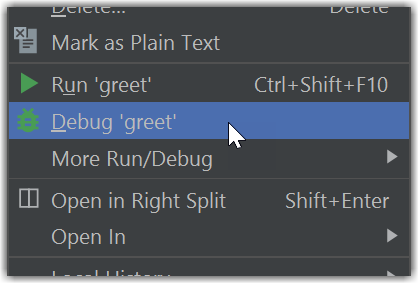 Delete... Delete
Mark as Plain Text
Run 'greet' Ctrl+Shift+F10
Debug 'greet'
More Run/Debug
Open in Right Split Shift+Enter
Open In
Local History